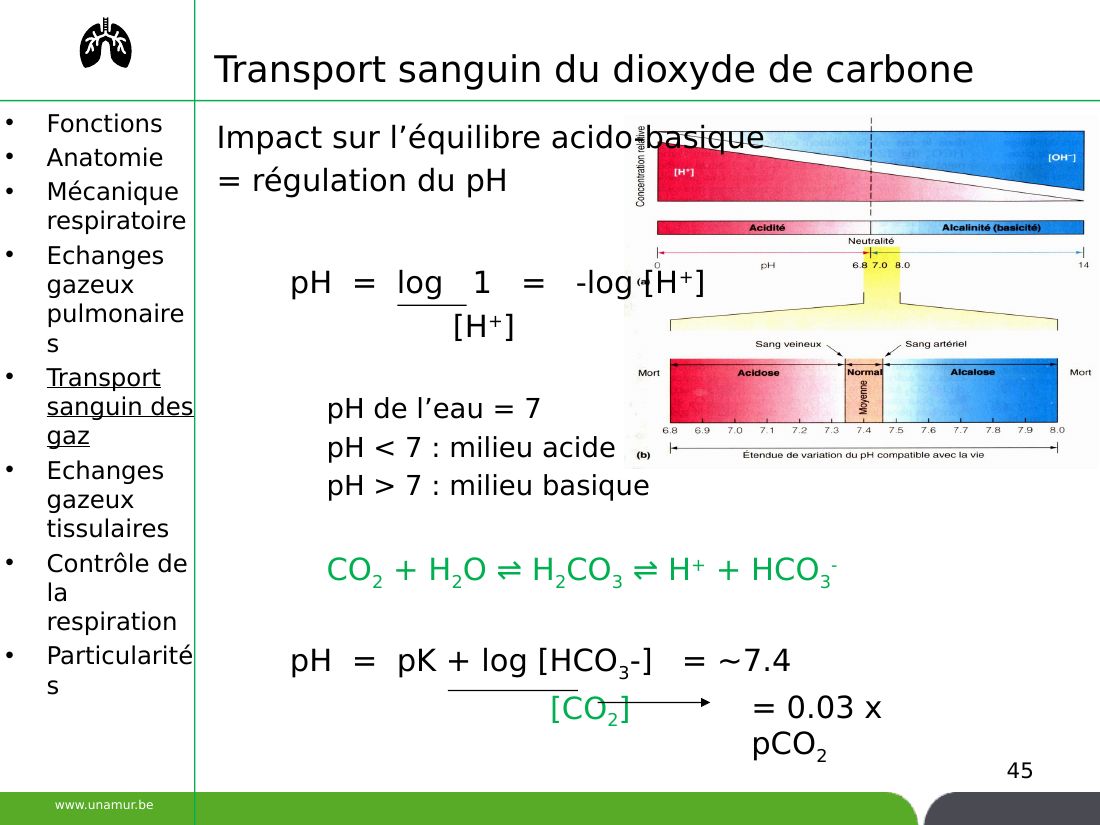 Transport sanguin du dioxyde de carbone
• Fonctions
• Anatomie
• Mécanique
respiratoire
• Echanges
gazeux
pulmonaire
s
• Transport
sanguin des
gaz
• Echanges
gazeux
tissulaires
• Contrôle de
la
respiration
• Particularité
s
Impact sur l’équilibre acido-basique
= régulation du pH
pH = log 1 = -log [H⁺]
[H⁺]
pH de l’eau = 7
pH < 7 : milieu acide
pH > 7 : milieu basique
CO₂ + H₂O ⇌ H₂CO₃ ⇌ H⁺ + HCO₃⁻
pH = pK + log [HCO₃-] = ~7.4
[CO₂]
= 0.03 x
pCO₂
Concentration relative
[H⁺]
[OH⁻]
Acidité
Alcalinité (basicité)
Neutralité
0 pH 6.8 7.0 8.0 14
(a)
Sang veineux
Sang artériel
Mort
Acidose
Normal
Alcalose
Mort
Moyenne
6.8 6.9 7.0 7.1 7.2 7.3 7.4 7.5 7.6 7.7 7.8 7.9 8.0
(b)
Étendue de variation du pH compatible avec la vie
45
www.unamur.be